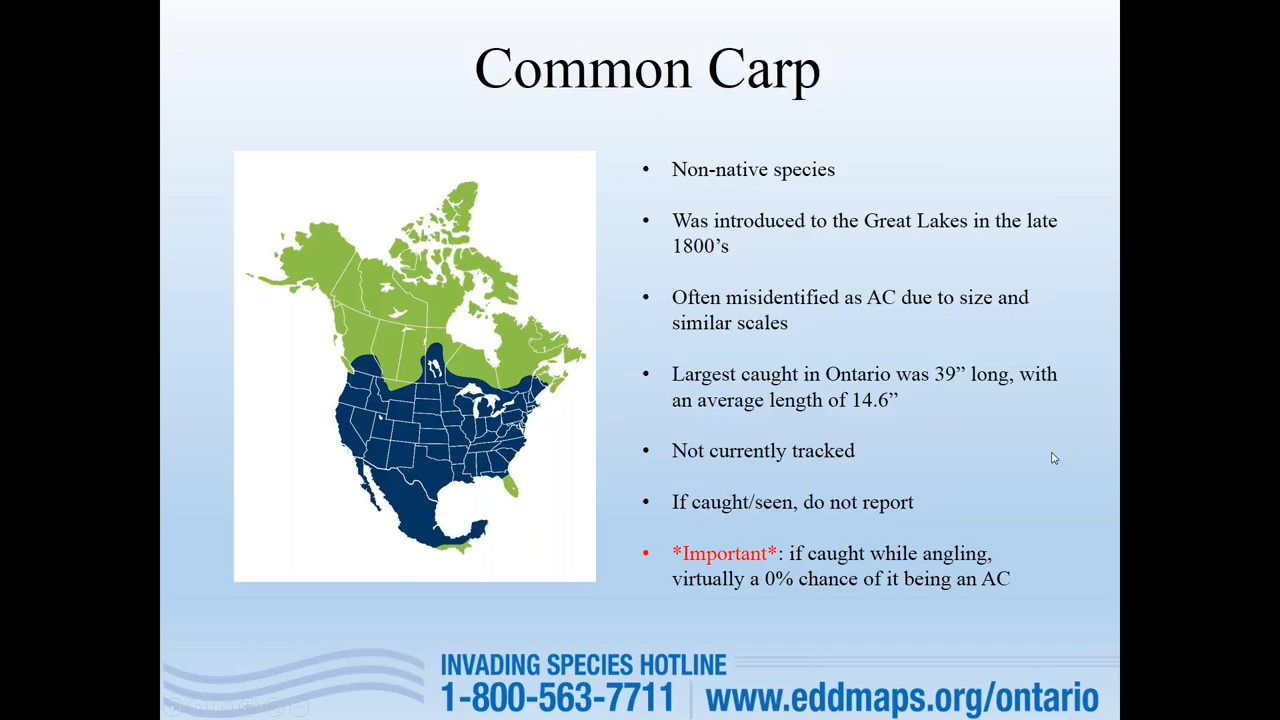 Common Carp
• Non-native species
• Was introduced to the Great Lakes in the late
1800’s
• Often misidentified as AC due to size and
similar scales
• Largest caught in Ontario was 39” long, with
an average length of 14.6”
• Not currently tracked
• If caught/seen, do not report
• *Important*: if caught while angling,
virtually a 0% chance of it being an AC
INVADING SPECIES HOTLINE
1-800-563-7711 | www.eddmaps.org/ontario